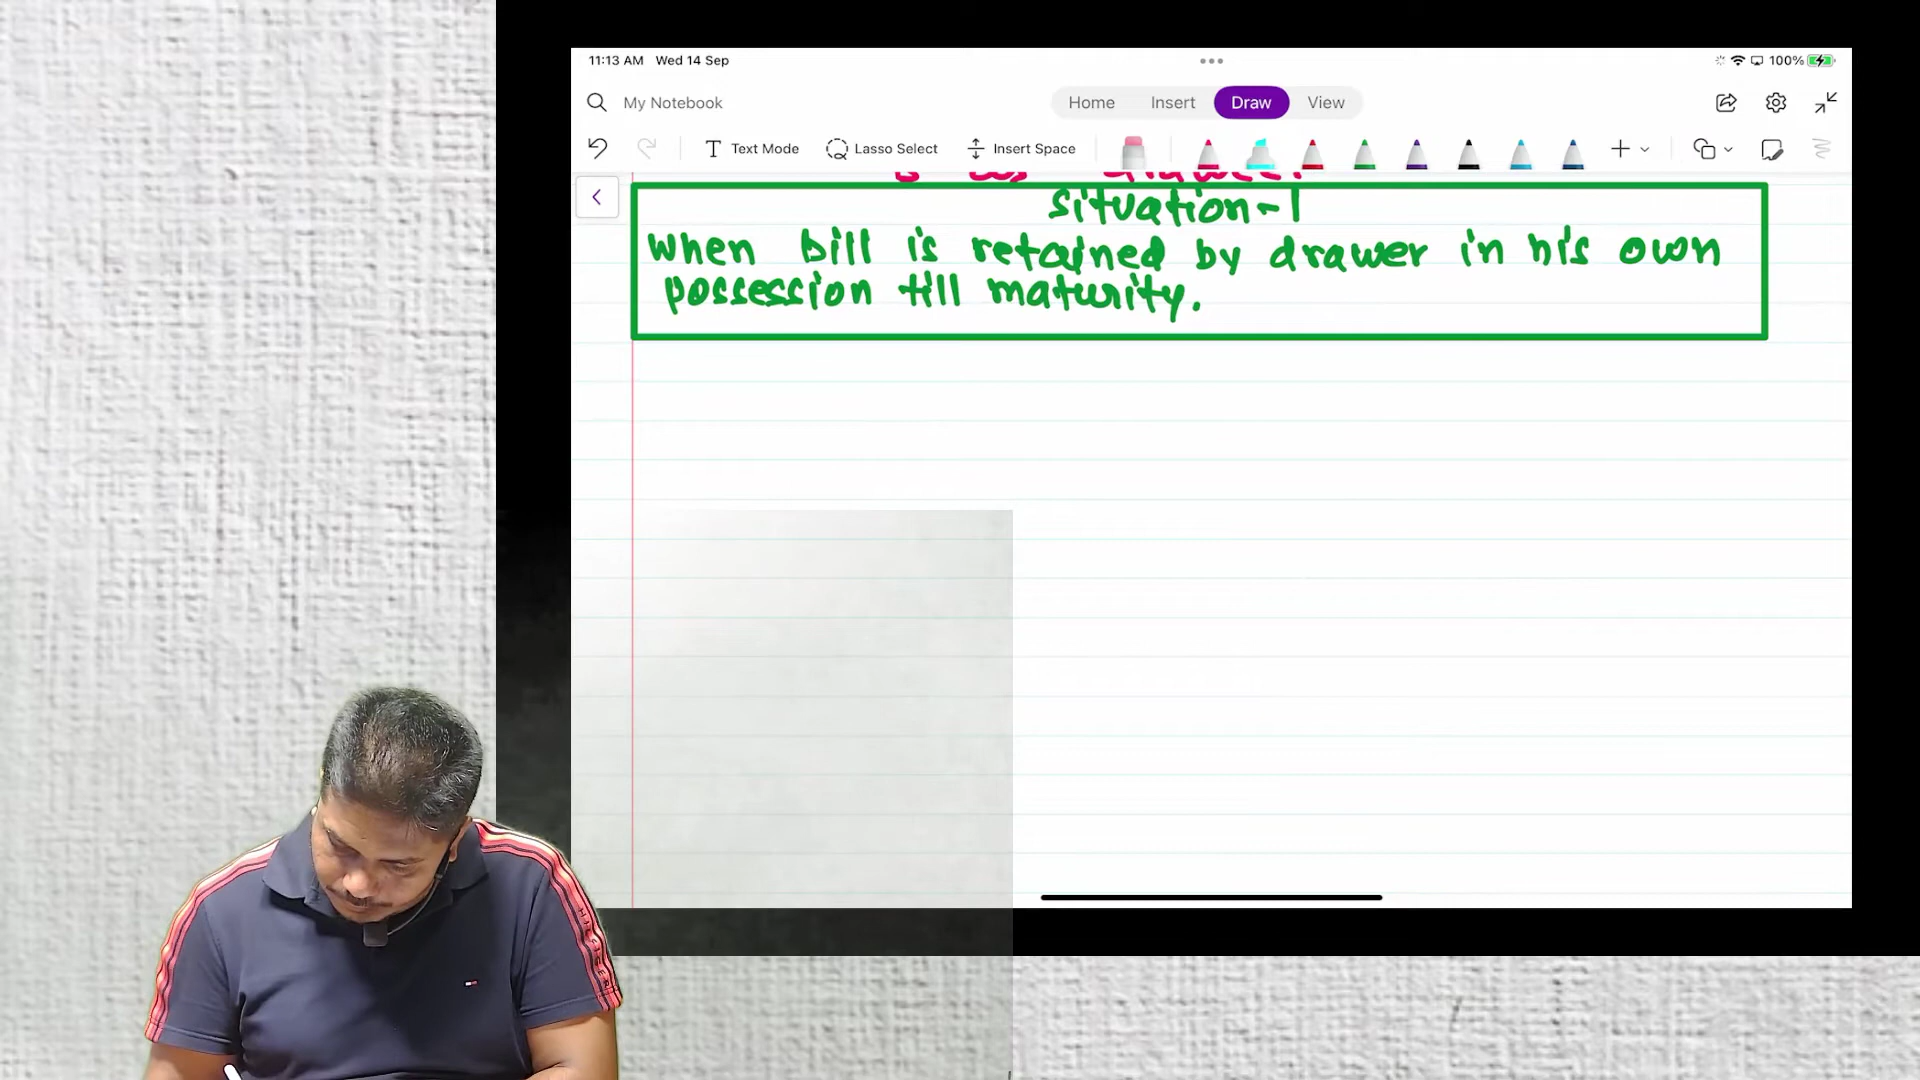 11:13 AM Wed 14 Sep
100%
My Notebook
Home Insert Draw View
Text Mode Lasso Select Insert Space
Situation-1
When bill is retained by drawer in his own
possession till maturity.